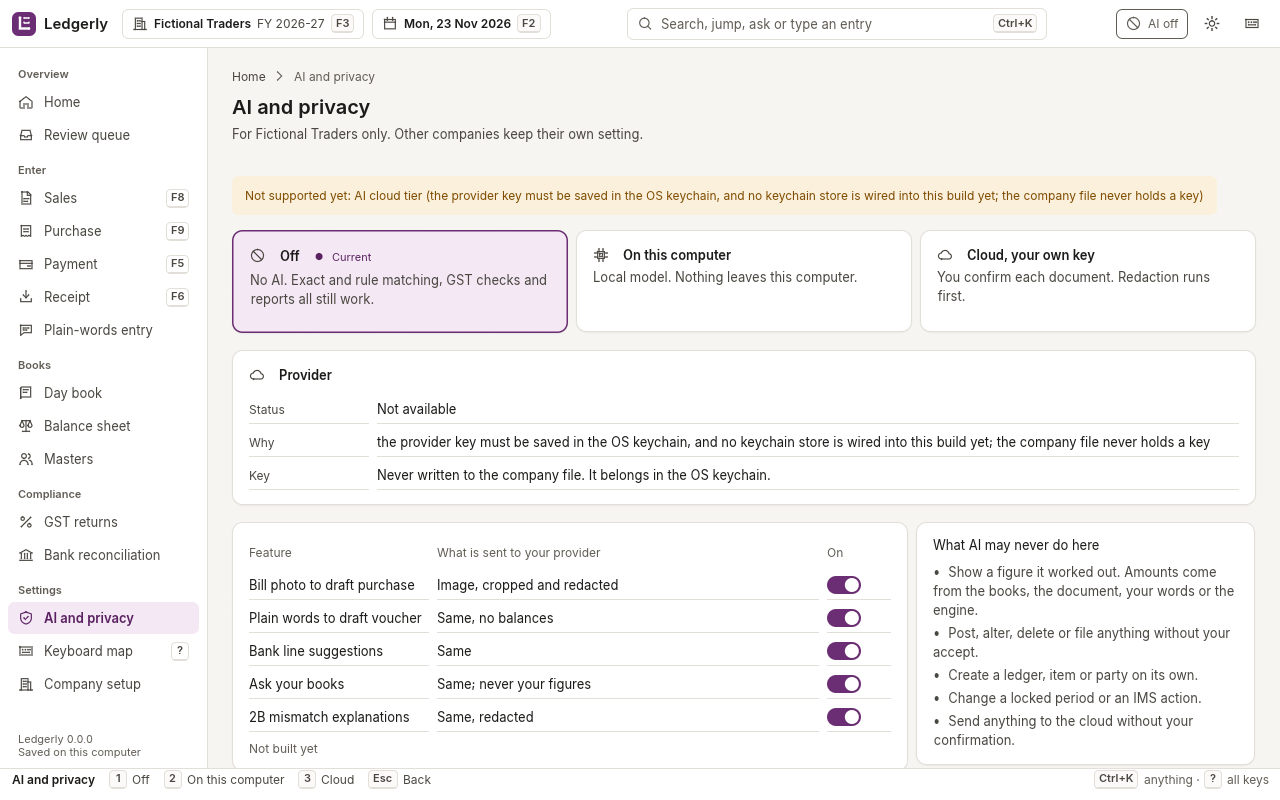 Ledgerly
Fictional Traders FY 2026-27 F3
Mon, 23 Nov 2026 F2
Search, jump, ask or type an entry Ctrl+K
AI off
Overview
Home
Review queue
Enter
Sales F8
Purchase F9
Payment F5
Receipt F6
Plain-words entry
Books
Day book
Balance sheet
Masters
Compliance
GST returns
Bank reconciliation
Settings
AI and privacy
Keyboard map ?
Company setup
Ledgerly 0.0.0
Saved on this computer
Home AI and privacy
AI and privacy
For Fictional Traders only. Other companies keep their own setting.
Not supported yet: AI cloud tier (the provider key must be saved in the OS keychain, and no keychain store is wired into this build yet; the company file never holds a key)
Off • Current
No AI. Exact and rule matching, GST checks and
reports all still work.
On this computer
Local model. Nothing leaves this computer.
Cloud, your own key
You confirm each document. Redaction runs
first.
Provider
Status Not available
Why the provider key must be saved in the OS keychain, and no keychain store is wired into this build yet; the company file never holds a key
Key Never written to the company file. It belongs in the OS keychain.
Feature What is sent to your provider On
Bill photo to draft purchase Image, cropped and redacted
Plain words to draft voucher Same, no balances
Bank line suggestions Same
Ask your books Same; never your figures
2B mismatch explanations Same, redacted
Not built yet
What AI may never do here
• Show a figure it worked out. Amounts come
from the books, the document, your words or the
engine.
• Post, alter, delete or file anything without your
accept.
• Create a ledger, item or party on its own.
• Change a locked period or an IMS action.
• Send anything to the cloud without your
confirmation.
AI and privacy 1 Off 2 On this computer 3 Cloud Esc Back
Ctrl+K anything · ? all keys